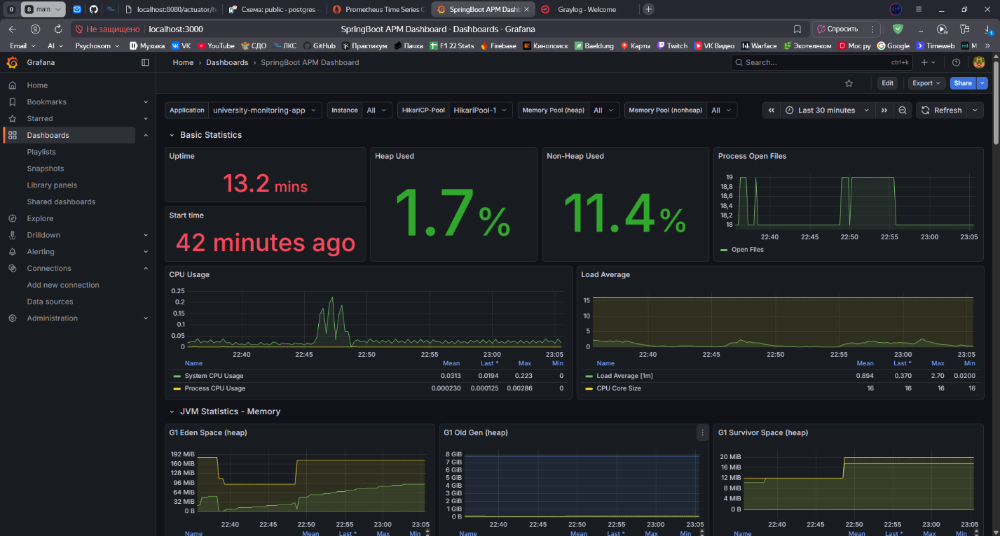 0
8 main
localhost:8080/actuator/h
Схема: public - postgres -
Prometheus Time Series C
SpringBoot APM Dashb
Graylog - Welcome
Не защищено localhost:3000
SpringBoot APM Dashboard - Dashboards - Grafana
Спросить
1
Email AI Psychosom Музыка VK YouTube СДО ЛКС GitHub Практикум Пачка F1 22 Stats Firebase Кинопоиск Baeldung Карты Twitch VK Видео Warface Экотелеком Мос ру Google Timeweb
Grafana
Home › Dashboards › SpringBoot APM Dashboard
Search... ctrl+k
Edit Export Share
Home
Bookmarks
Starred
Dashboards
Playlists
Snapshots
Library panels
Shared dashboards
Explore
Drilldown
Alerting
Connections
Add new connection
Data sources
Administration
Application university-monitoring-app
Instance All
HikariCP-Pool HikariPool-1
Memory Pool (heap) All
Memory Pool (nonheap) All
Last 30 minutes
Refresh
Basic Statistics
Uptime
13.2 mins
Start time
42 minutes ago
Heap Used
1.7%
Non-Heap Used
11.4%
Process Open Files
19
18,8
18,6
18,4
18,2
18
22:40 22:45 22:50 22:55 23:00 23:05
Open Files
CPU Usage
0.25
0.2
0.15
0.1
0.05
0
22:40 22:45 22:50 22:55 23:00 23:05
Name Mean Last * Max Min
System CPU Usage 0.0313 0.0194 0.223 0
Process CPU Usage 0.000230 0.000125 0.00286 0
Load Average
15
10
5
0
22:40 22:45 22:50 22:55 23:00 23:05
Name Mean Last * Max Min
Load Average [1m] 0.894 0.370 2.70 0.0200
CPU Core Size 16 16 16 16
JVM Statistics - Memory
G1 Eden Space (heap)
192 MiB
160 MiB
128 MiB
96 MiB
64 MiB
32 MiB
0 B
22:40 22:45 22:50 22:55 23:00 23:05
Name Mean Last * Max Min
G1 Old Gen (heap)
8 GiB
7 GiB
6 GiB
5 GiB
4 GiB
3 GiB
2 GiB
1 GiB
0 B
22:40 22:45 22:50 22:55 23:00 23:05
Name Mean Last * Max Min
G1 Survivor Space (heap)
20 MiB
16 MiB
12 MiB
8 MiB
4 MiB
0 B
22:40 22:45 22:50 22:55 23:00 23:05
Name Mean Last * Max Min